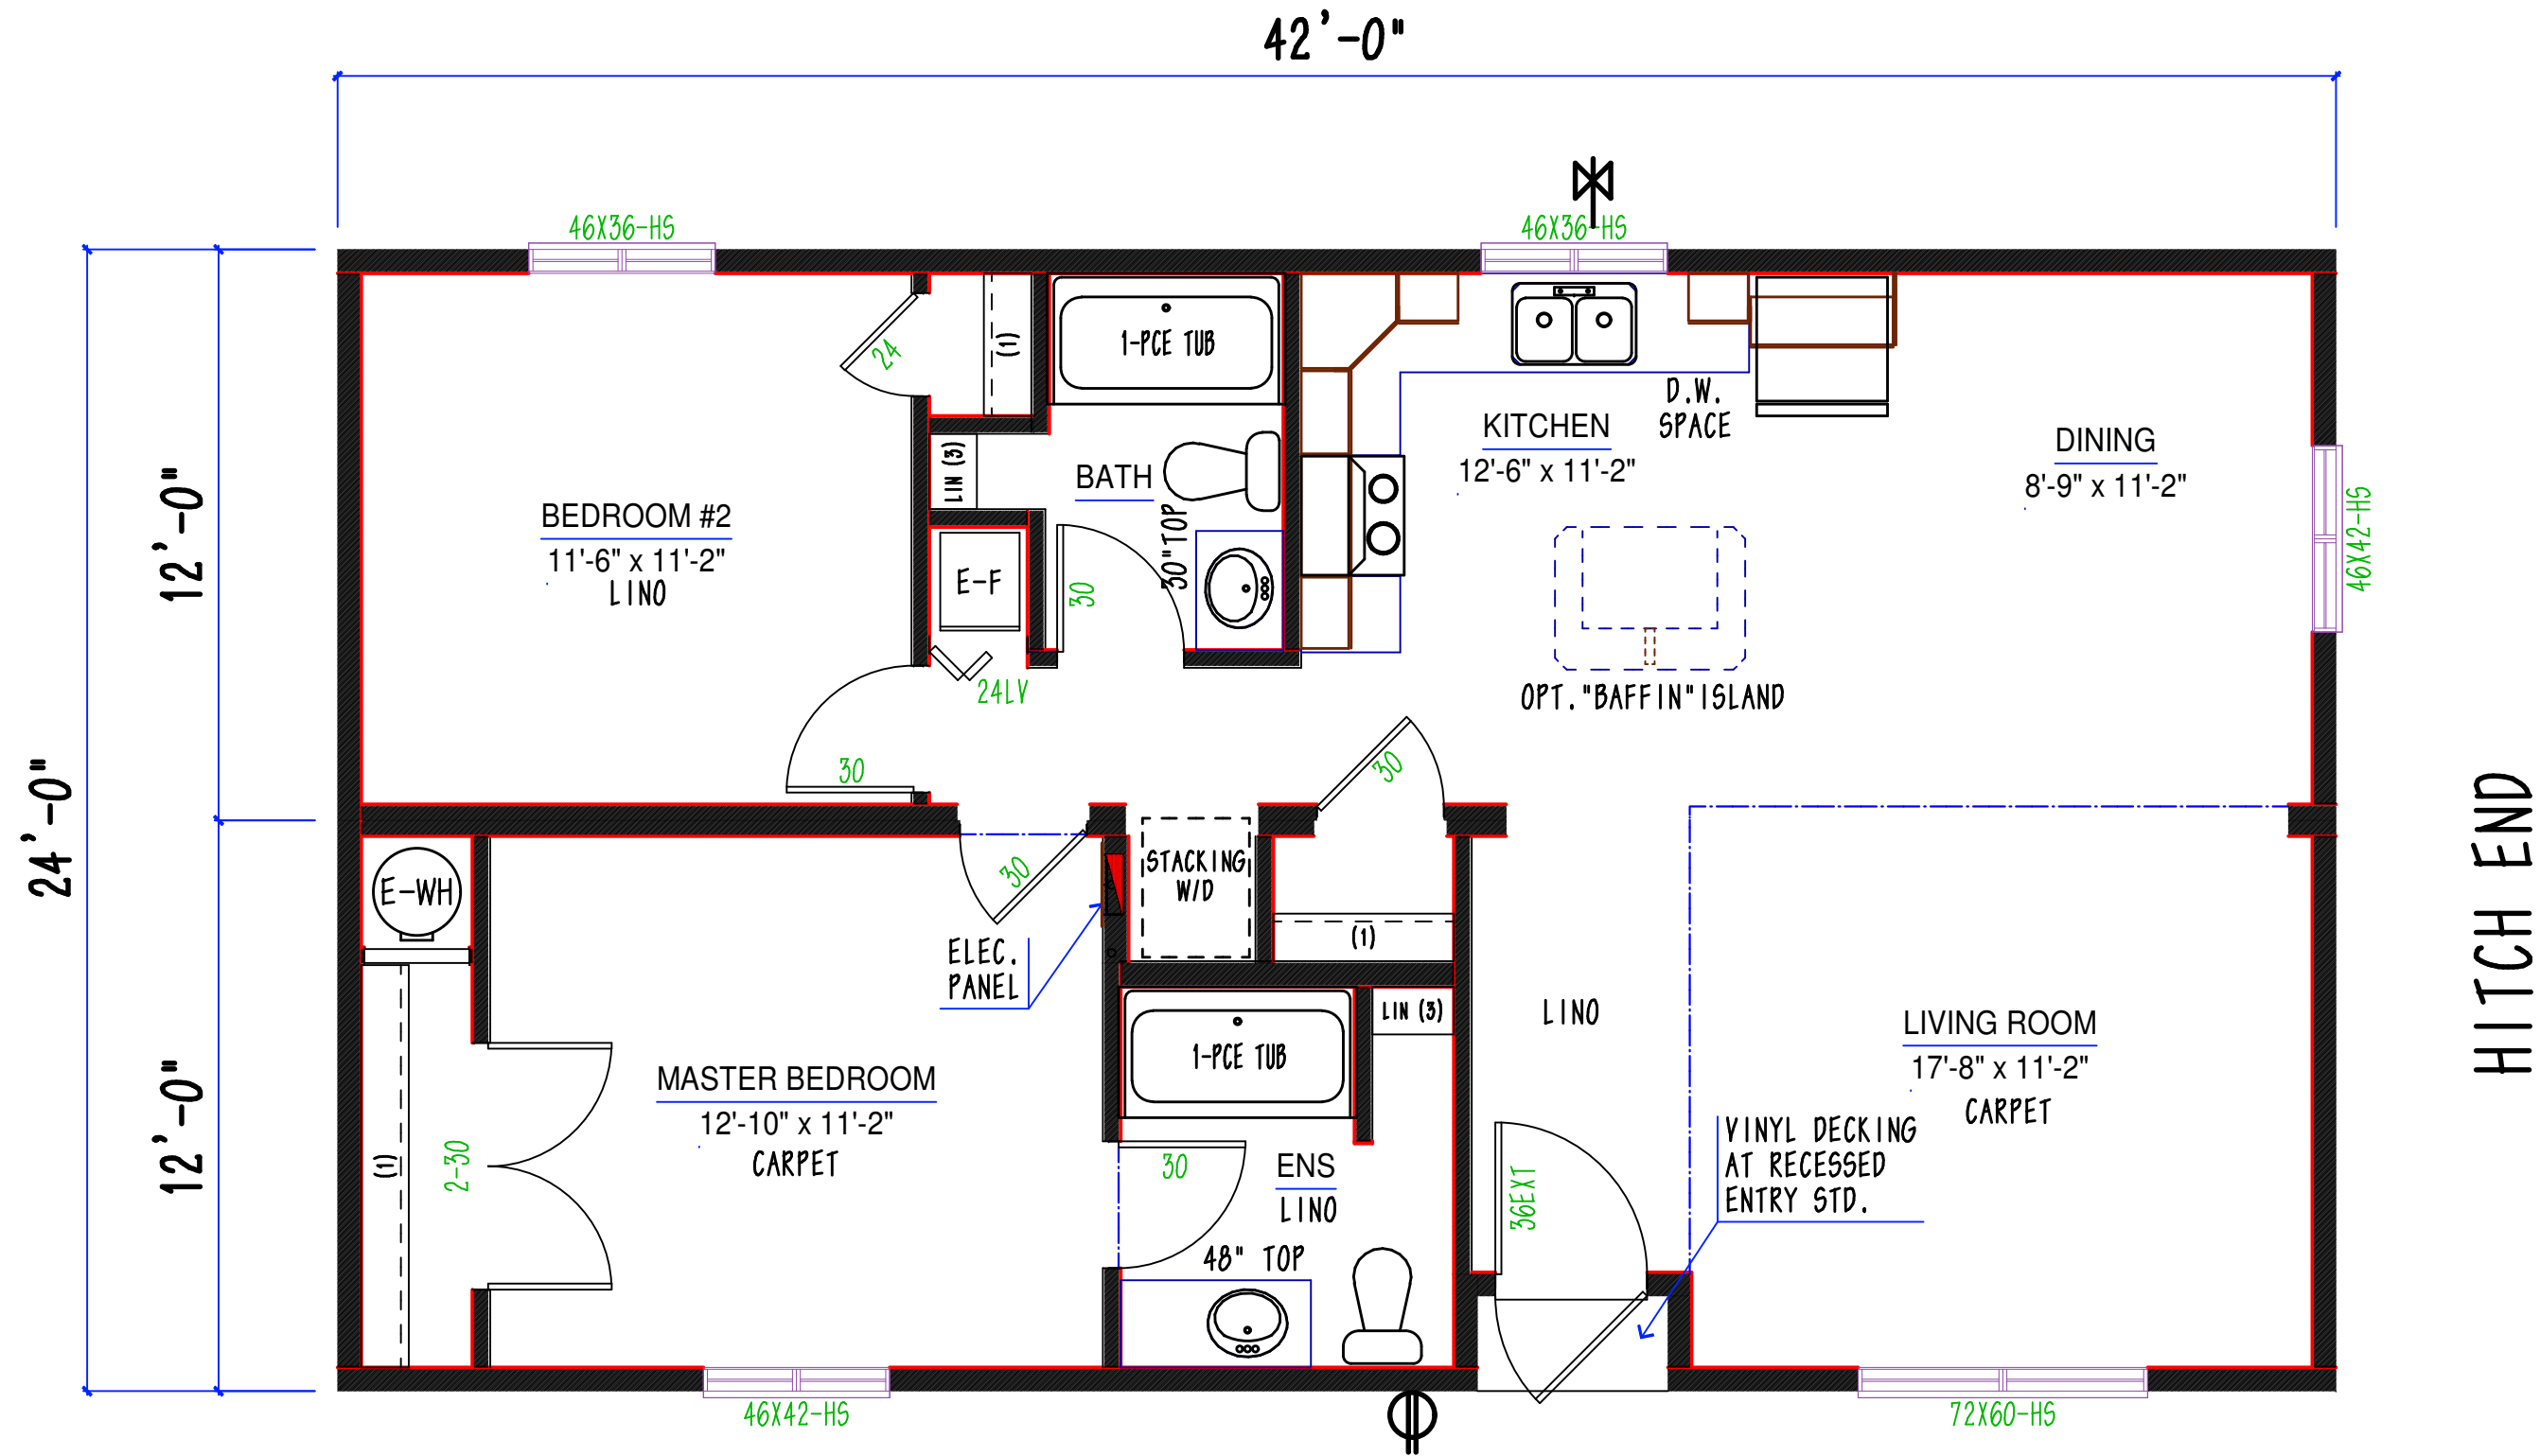 42'-0"
46X36-HS
46X36-HS
24
(1)
1-PCE TUB
D.W.
SPACE
KITCHEN
12'-6" x 11'-2"
DINING
8'-9" x 11'-2"
LIN (3)
BATH
12'-0"
BEDROOM #2
11'-6" x 11'-2"
LINO
30"TOP
46X42-HS
E-F
30
24LV
OPT."BAFFIN"ISLAND
30
30
24'-0"
HITCH END
E-WH
30
STACKING
W/D
(1)
ELEC.
PANEL
LIN (3)
LINO
1-PCE TUB
LIVING ROOM
17'-8" x 11'-2"
CARPET
12'-0"
MASTER BEDROOM
12'-10" x 11'-2"
CARPET
(1)
2-30
30
ENS
LINO
36EXT
VINYL DECKING
AT RECESSED
ENTRY STD.
48" TOP
46X42-HS
72X60-HS